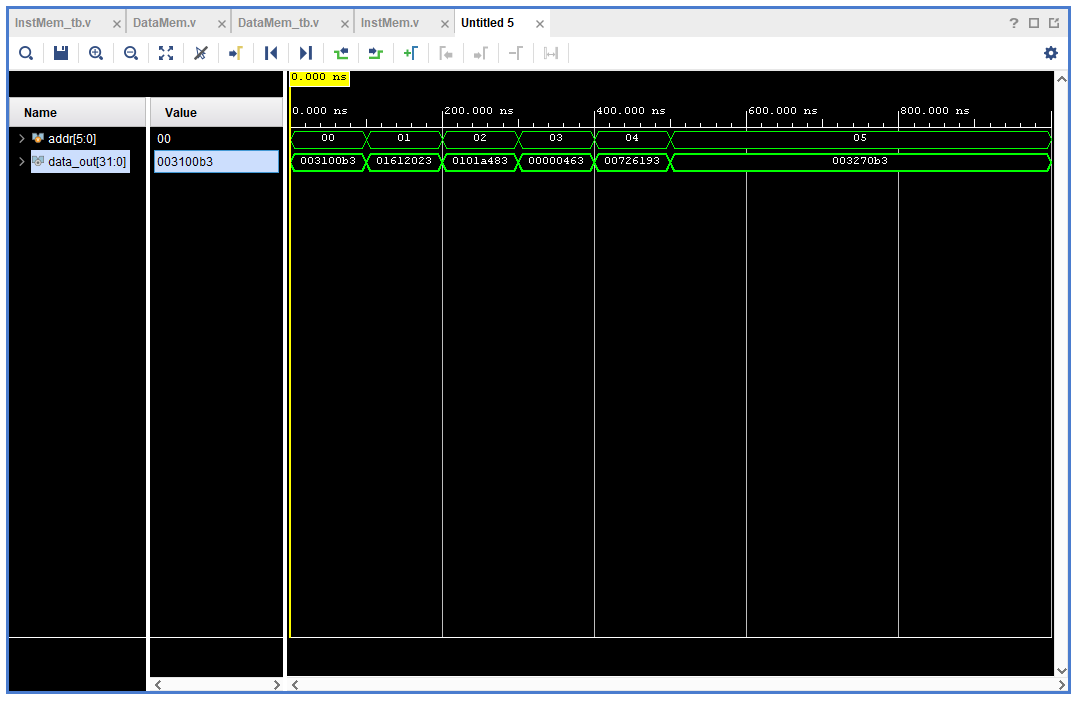 InstMem_tb.v × DataMem.v × DataMem_tb.v × InstMem.v × Untitled 5 × ?
0.000 ns
Name Value 0.000 ns 200.000 ns 400.000 ns 600.000 ns 800.000 ns
> addr[5:0] 00 00 01 02 03 04 05
> data_out[31:0] 003100b3 003100b3 01612023 0101a483 00000463 00726193 003270b3